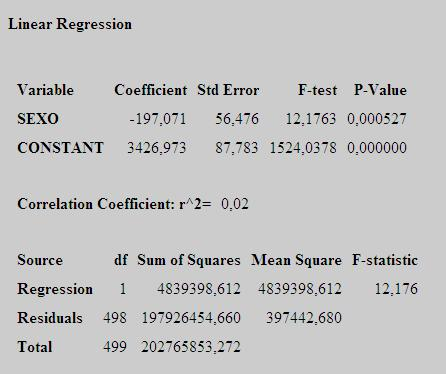 Linear Regression
Variable Coefficient Std Error F-test P-Value
SEXO -197,071 56,476 12,1763 0,000527
CONSTANT 3426,973 87,783 1524,0378 0,000000
Correlation Coefficient: r^2= 0,02
Source df Sum of Squares Mean Square F-statistic
Regression 1 4839398,612 4839398,612 12,176
Residuals 498 197926454,660 397442,680
Total 499 202765853,272